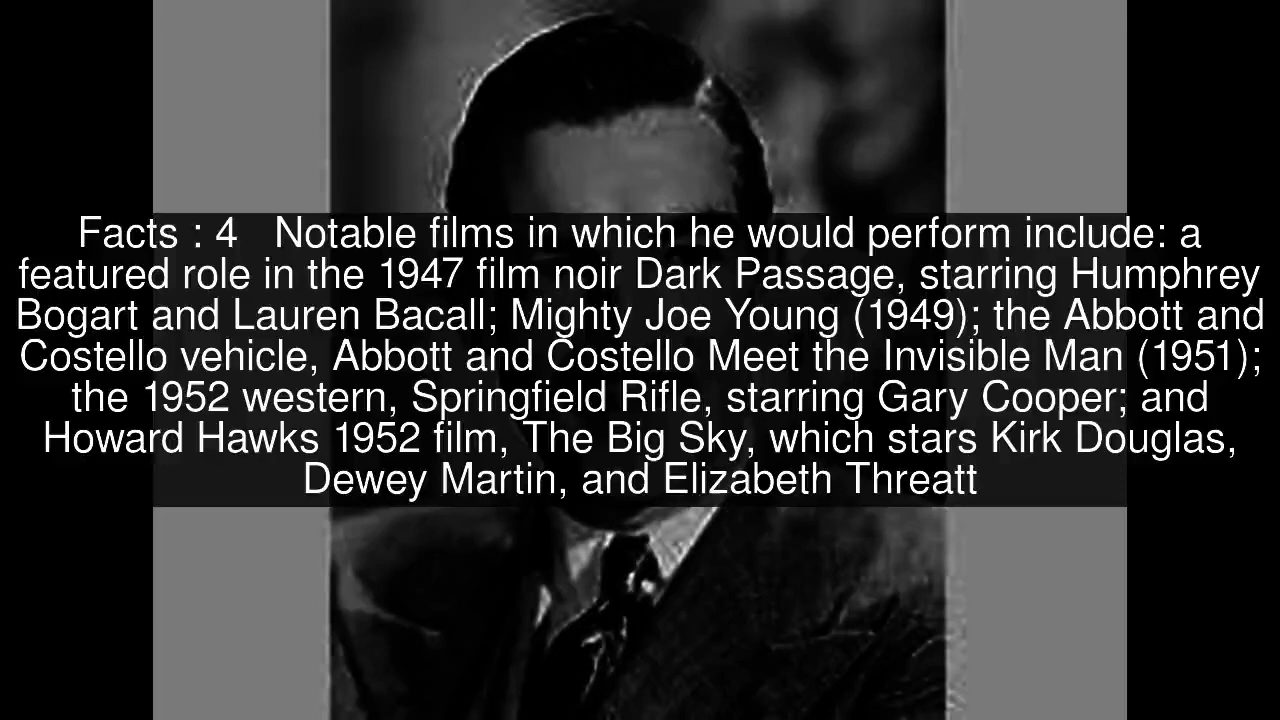 Facts : 4   Notable films in which he would perform include: a
featured role in the 1947 film noir Dark Passage, starring Humphrey
Bogart and Lauren Bacall; Mighty Joe Young (1949); the Abbott and
Costello vehicle, Abbott and Costello Meet the Invisible Man (1951);
the 1952 western, Springfield Rifle, starring Gary Cooper; and
Howard Hawks 1952 film, The Big Sky, which stars Kirk Douglas,
Dewey Martin, and Elizabeth Threatt